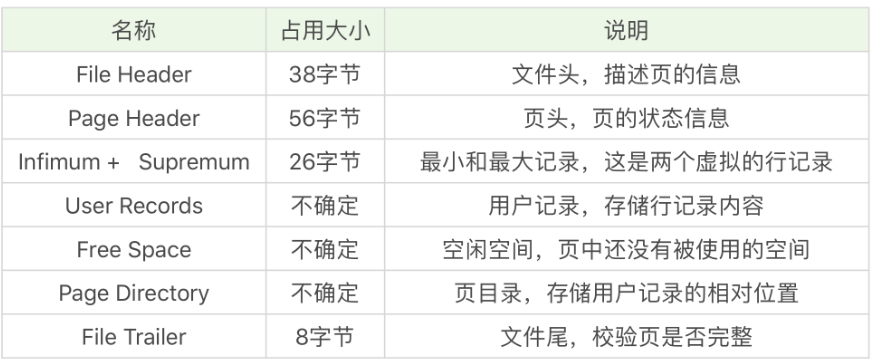 名称 占用大小 说明
File Header 38字节 文件头，描述页的信息
Page Header 56字节 页头，页的状态信息
Infimum + Supremum 26字节 最小和最大记录，这是两个虚拟的行记录
User Records 不确定 用户记录，存储行记录内容
Free Space 不确定 空闲空间，页中还没有被使用的空间
Page Directory 不确定 页目录，存储用户记录的相对位置
File Trailer 8字节 文件尾，校验页是否完整